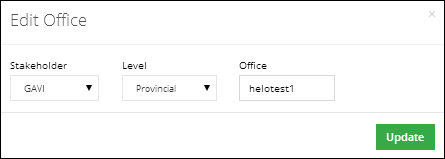 Edit Office
×
Stakeholder Level Office
GAVI Provincial helotest1
Update